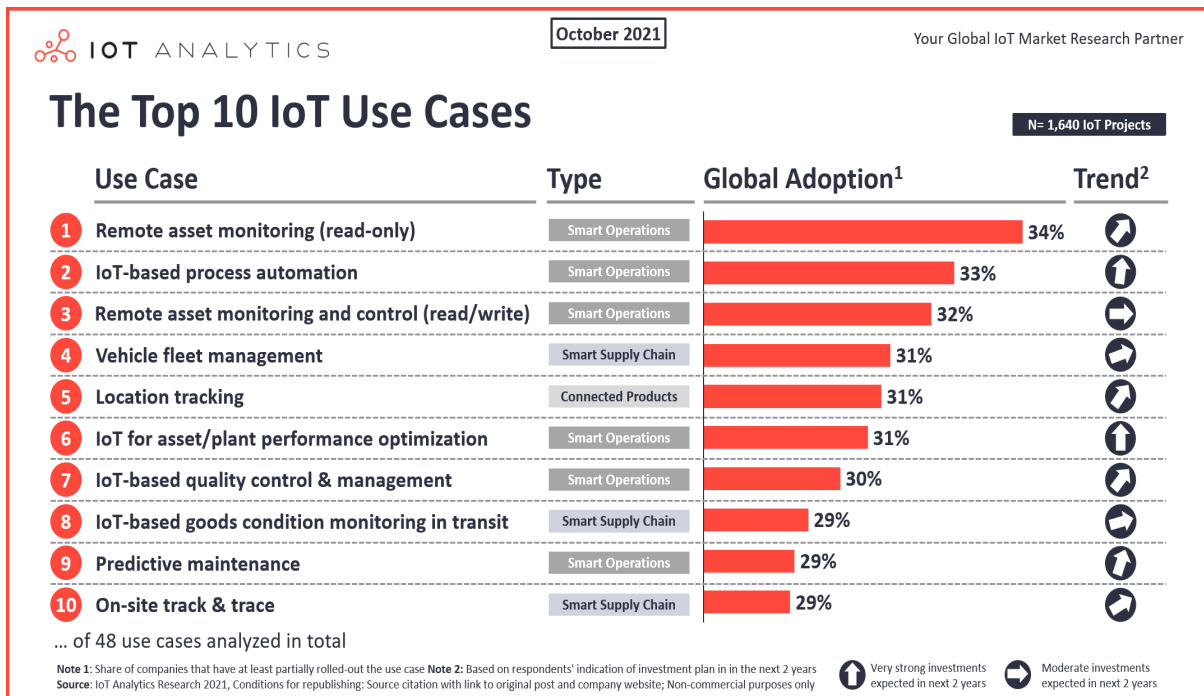 IOT ANALYTICS
October 2021
Your Global IoT Market Research Partner
The Top 10 IoT Use Cases
N= 1,640 IoT Projects
Use Case Type Global Adoption1 Trend2
1 Remote asset monitoring (read-only) Smart Operations 34%
2 IoT-based process automation Smart Operations 33%
3 Remote asset monitoring and control (read/write) Smart Operations 32%
4 Vehicle fleet management Smart Supply Chain 31%
5 Location tracking Connected Products 31%
6 IoT for asset/plant performance optimization Smart Operations 31%
7 IoT-based quality control & management Smart Operations 30%
8 IoT-based goods condition monitoring in transit Smart Supply Chain 29%
9 Predictive maintenance Smart Operations 29%
10 On-site track & trace Smart Supply Chain 29%
... of 48 use cases analyzed in total
Note 1: Share of companies that have at least partially rolled-out the use case Note 2: Based on respondents' indication of investment plan in in the next 2 years
Source: IoT Analytics Research 2021, Conditions for republishing: Source citation with link to original post and company website; Non-commercial purposes only
Very strong investments
expected in next 2 years
Moderate investments
expected in next 2 years